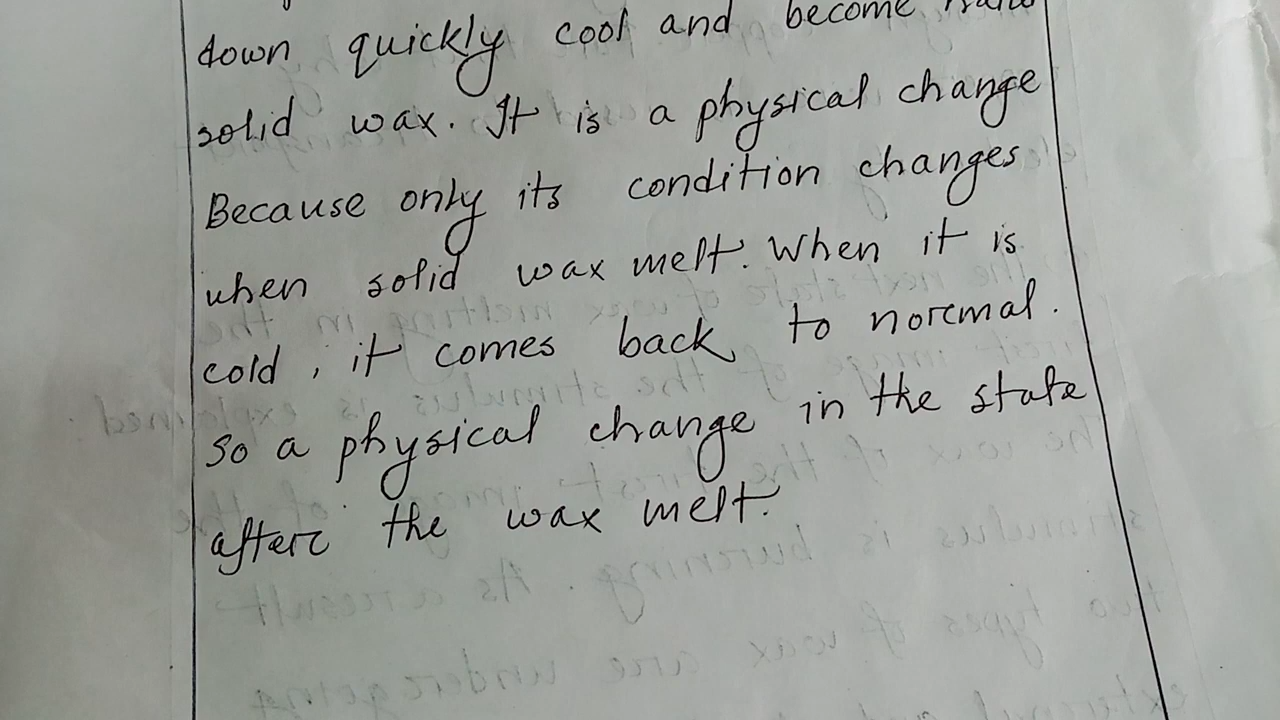 down quickly cool and become
solid wax. It is a physical change
Because only its condition changes
when solid wax melt. When it is
cold, it comes back to normal.
so a physical change in the state
after the wax melt.